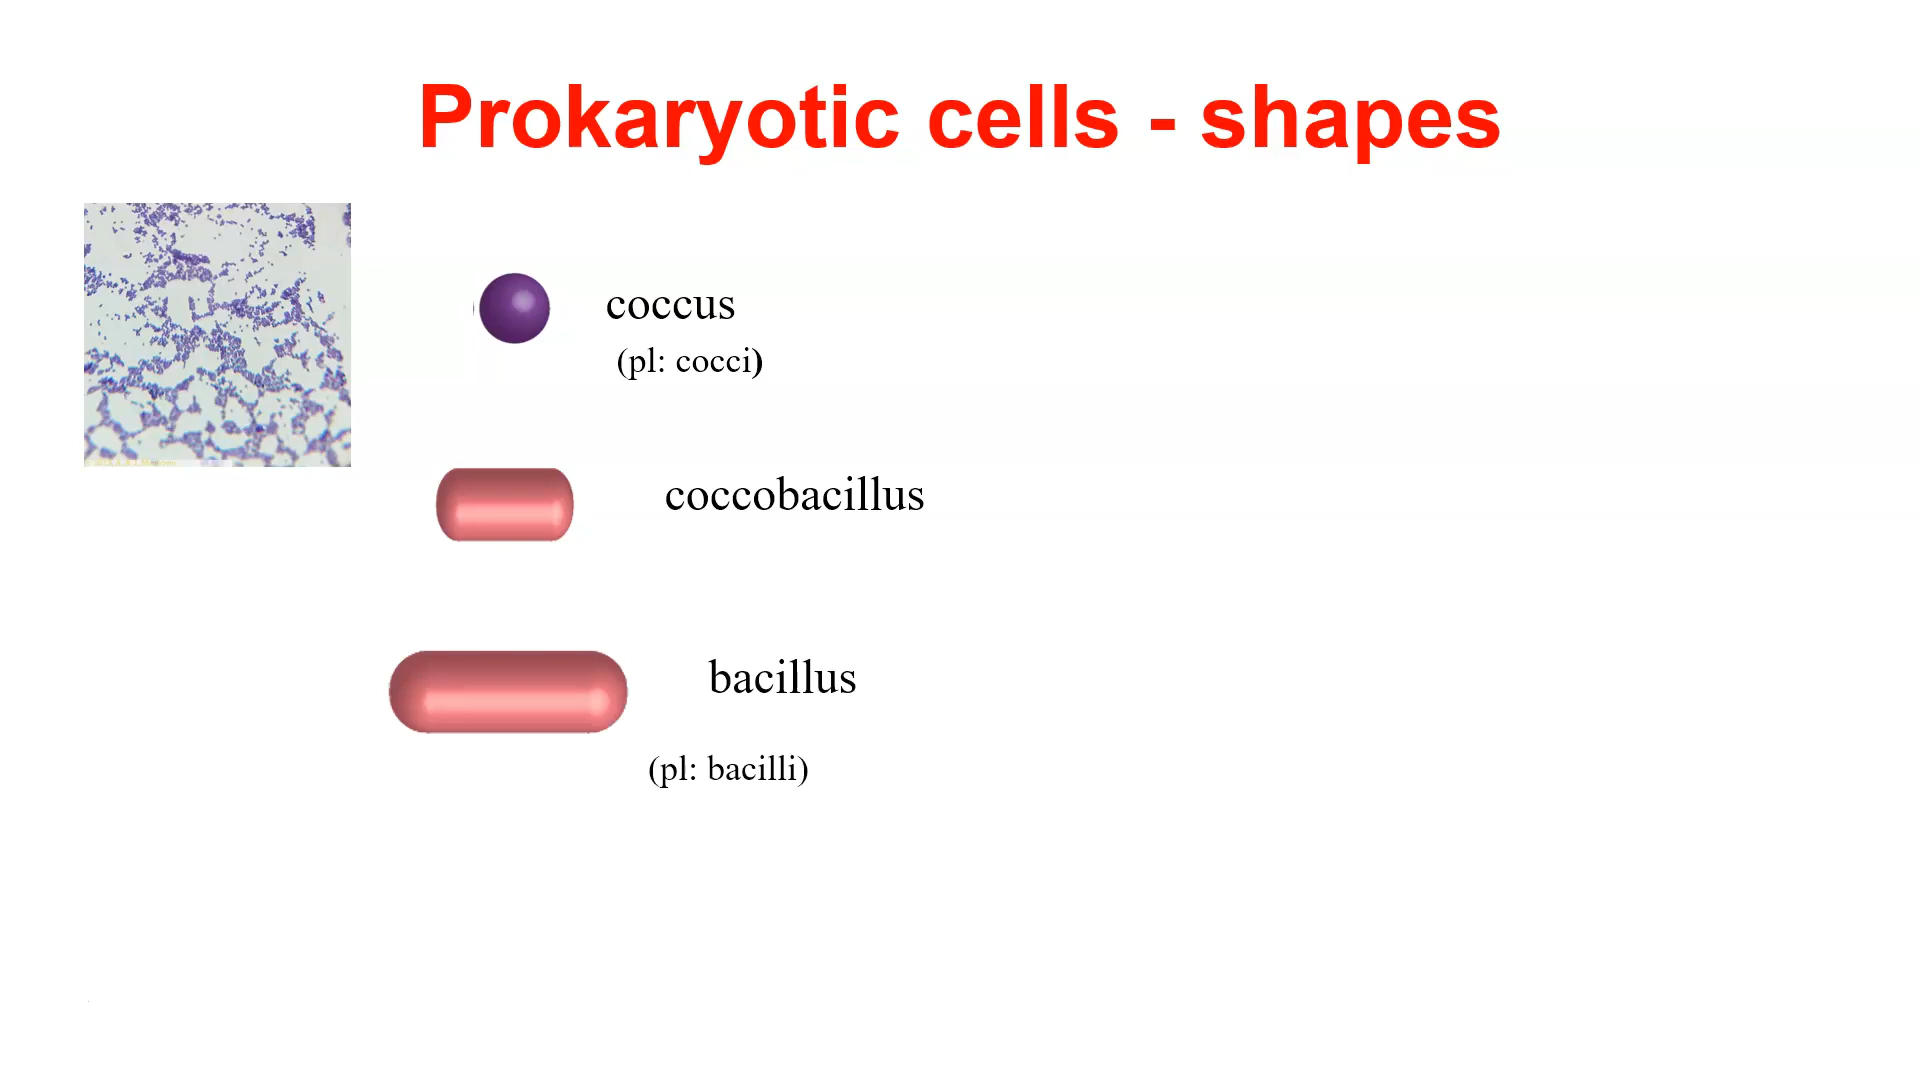 Prokaryotic cells - shapes
coccus
(pl: cocci)
coccobacillus
bacillus
(pl: bacilli)